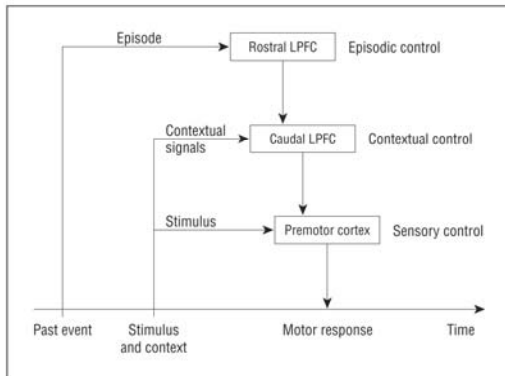 Episode
Rostral LPFC
Episodic control
Contextual
signals
Caudal LPFC
Contextual control
Stimulus
Premotor cortex
Sensory control
Past event
Stimulus
and context
Motor response
Time